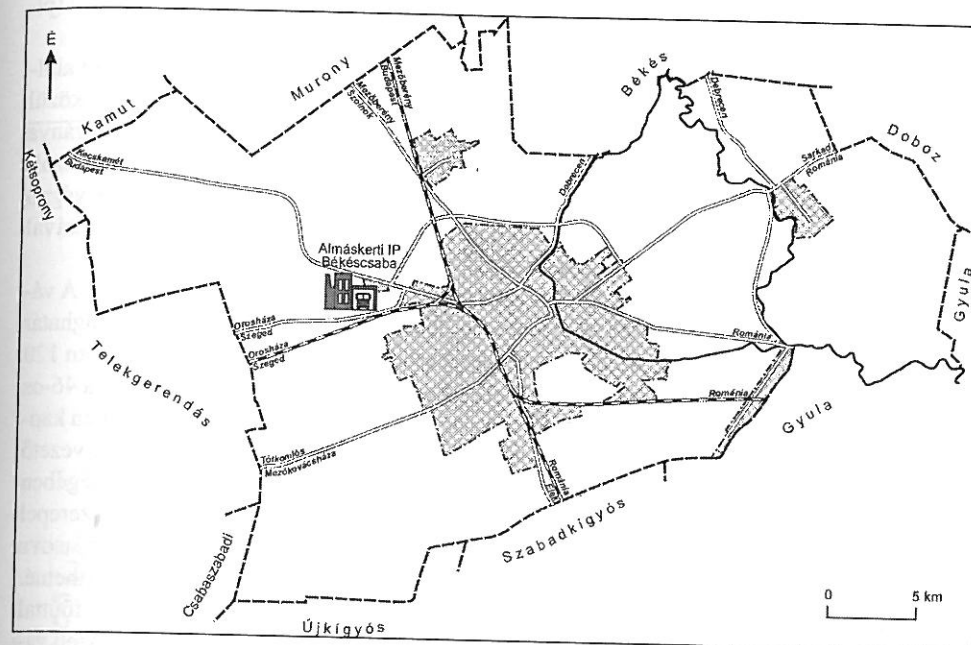 É
Kamut
Murony
Békés
Doboz
Mezőberény
Budapest
Mezőberény
Szolnok
Debrecen
Debrecen
Sarkad
Románia
Kétsoprony
Kecskemét
Budapest
Almáskerti IP
Békéscsaba
Gyula
Orosháza
Szeged
Orosháza
Szeged
Románia
Telekgerendás
Románia
Gyula
Tótkomlós
Mezőkovácsháza
Románia
Elek
Szabadkígyós
Csabaszabadi
Újkígyós
0 5 km
A vá-